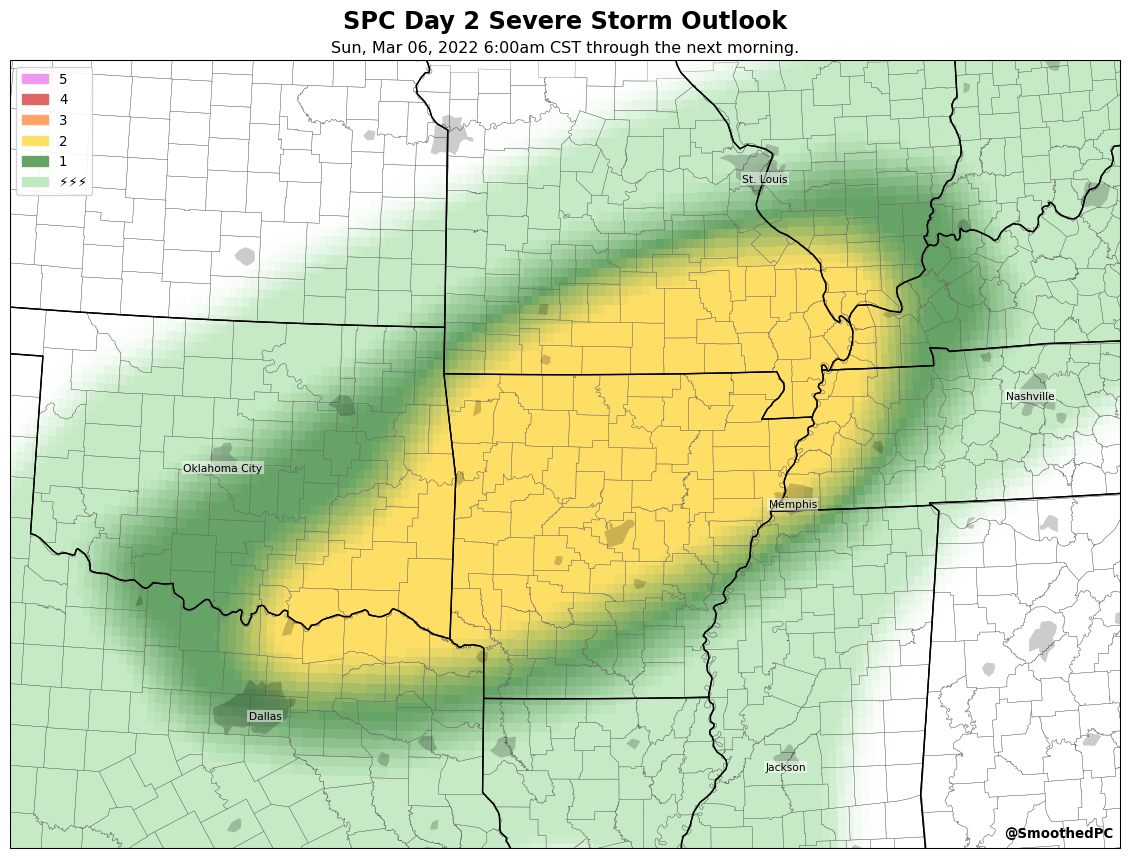 SPC Day 2 Severe Storm Outlook
Sun, Mar 06, 2022 6:00am CST through the next morning.
5
4
3
2
1
⚡⚡⚡
St. Louis
Nashville
Oklahoma City
Memphis
Dallas
Jackson
@SmoothedPC